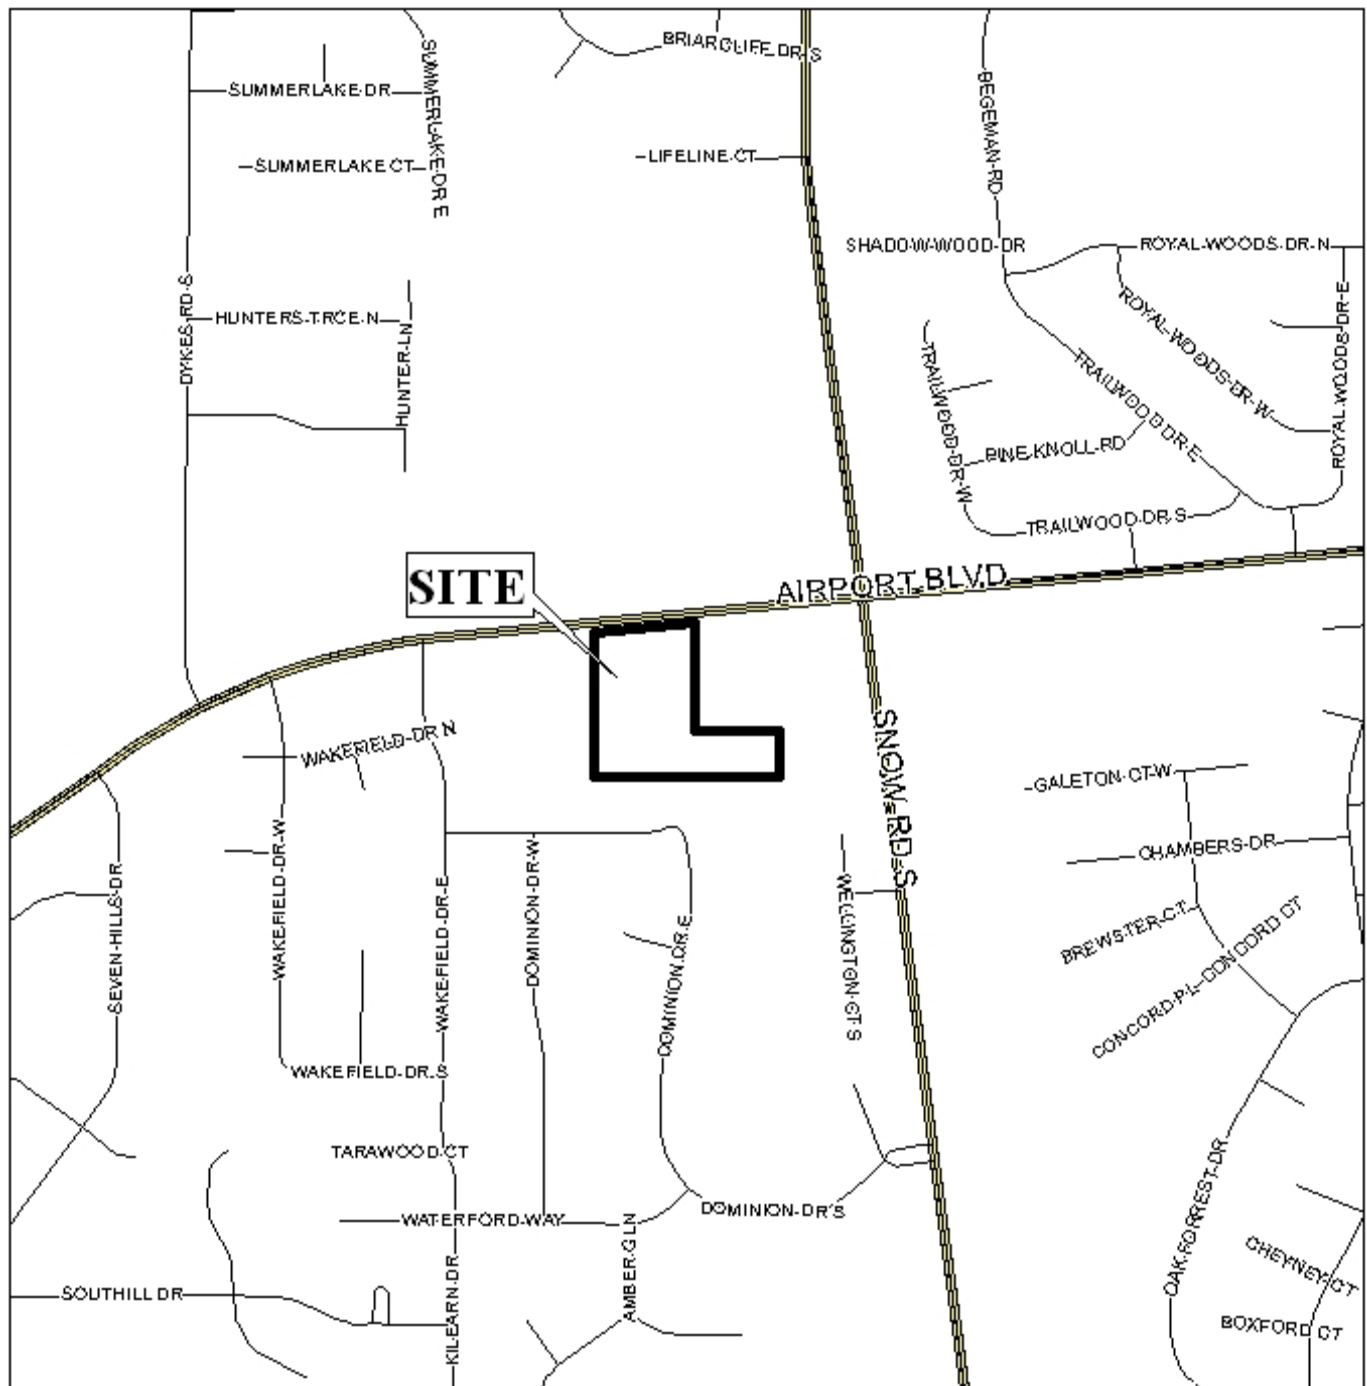 BRIARCLIFF DR S
SUMMERLAKE DR
SUMMERLAKE DR E
SUMMERLAKE CT
LIFELINE CT
BEGEMAN RD
SHADOW WOOD DR
ROYAL WOODS DR N
ROYAL WOODS DR E
ROYAL WOODS DR W
DYKES RD S
HUNTERS TRCE N
HUNTER LN
TRAILWOOD DR W
TRAILWOOD DR E
PINE KNOLL RD
TRAILWOOD DR S
AIRPORT BLVD
SITE
SNOW RD S
WAKEFIELD DR N
GALETON CT W
CHAMBERS DR
SEVEN HILLS DR
WAKEFIELD DR W
WAKEFIELD DR E
DOMINION DR W
DOMINION DR E
WELLINGTON CT S
BREWSTER CT
CONCORD PL
CONCORD CT
WAKEFIELD DR S
TARAWOOD CT
WATERFORD WAY
DOMINION DR S
AMBERG LN
KILEARN DR
SOUTHILL DR
OAK FORREST DR
CHEYNEY CT
BOXFORD CT